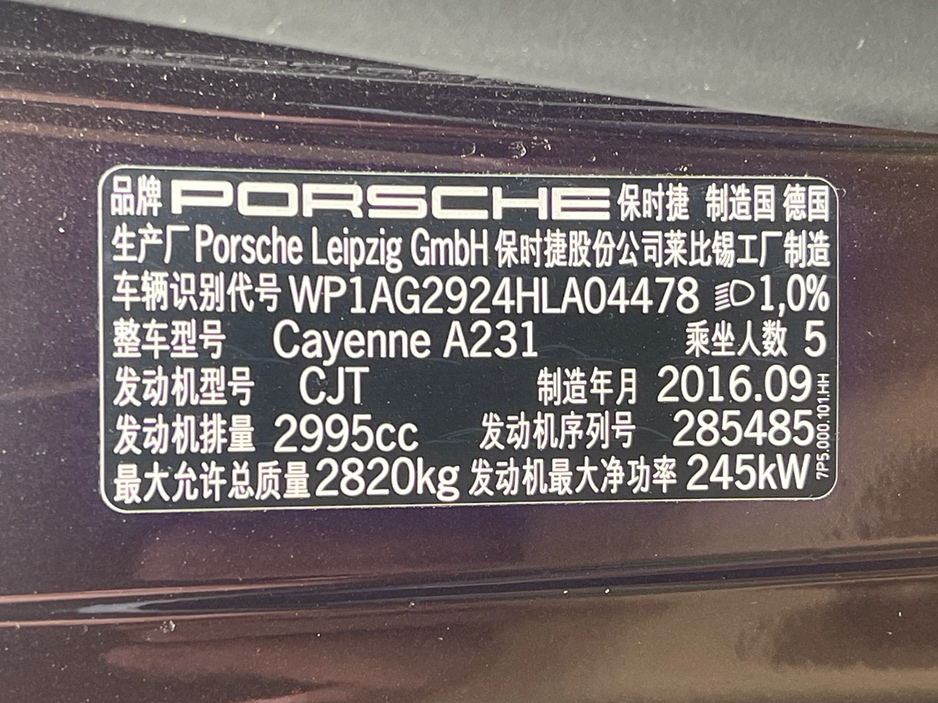 品牌 PORSCHE 保时捷 制造国 德国
生产厂 Porsche Leipzig GmbH 保时捷股份公司莱比锡工厂制造
车辆识别代号 WP1AG2924HLA04478 1,0%
整车型号 Cayenne A231 乘坐人数 5
发动机型号 CJT 制造年月 2016.09
发动机排量 2995cc 发动机序列号 285485
最大允许总质量 2820kg 发动机最大净功率 245kW
7P5.000.101.HH